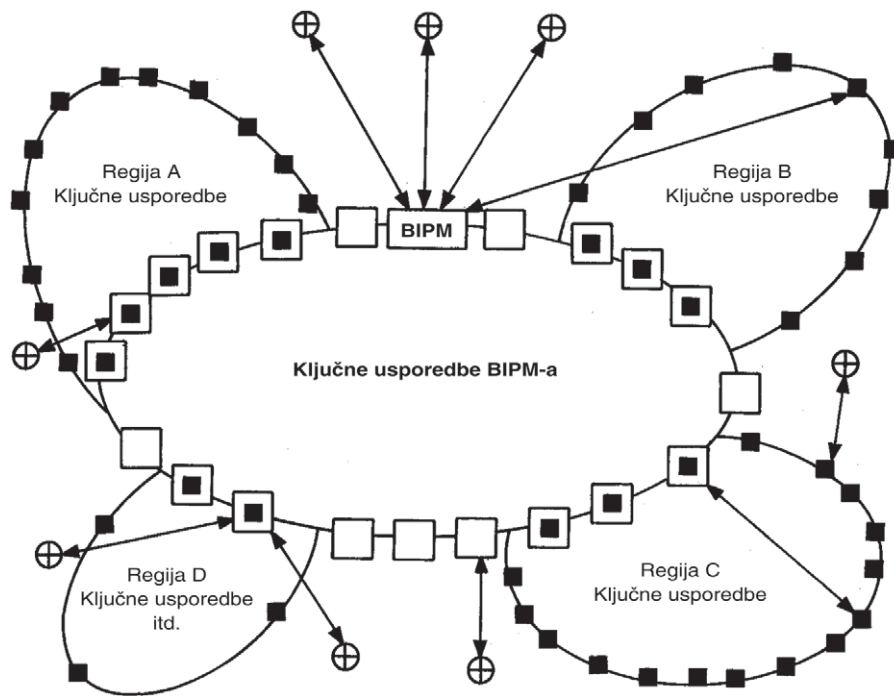 Regija A
Ključne usporedbe
Regija B
Ključne usporedbe
BIPM
Ključne usporedbe BIPM-a
Regija D
Ključne usporedbe
itd.
Regija C
Ključne usporedbe